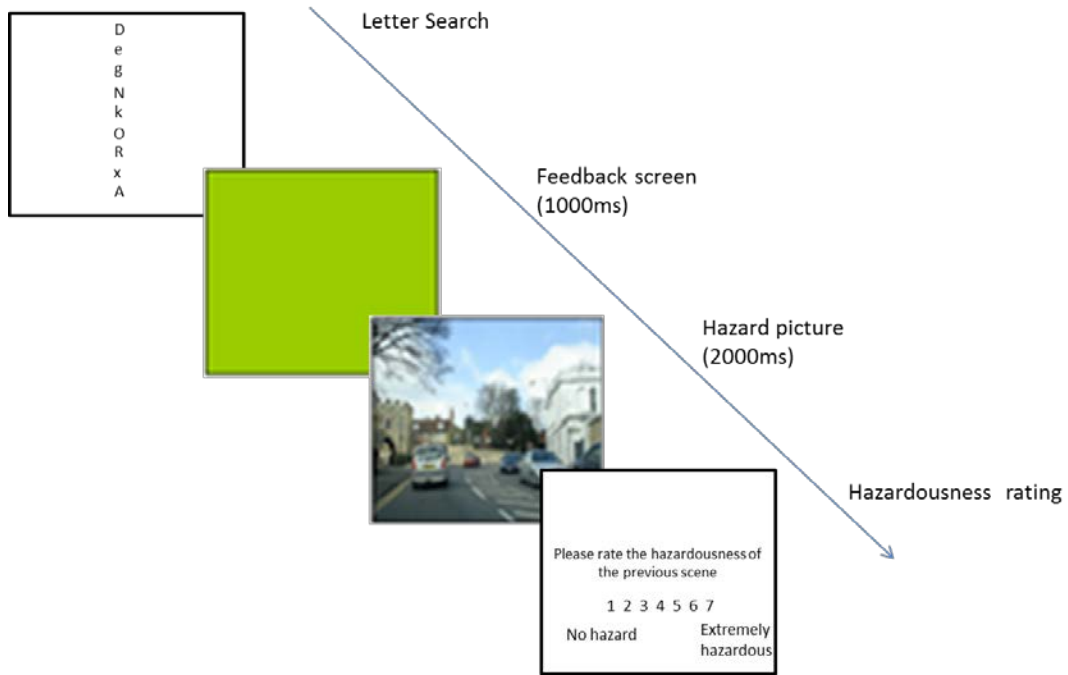 Letter Search
D
e
g
N
k
O
R
x
A
Feedback screen
(1000ms)
Hazard picture
(2000ms)
Hazardousness rating
Please rate the hazardousness of
the previous scene
1 2 3 4 5 6 7
No hazard
Extremely
hazardous